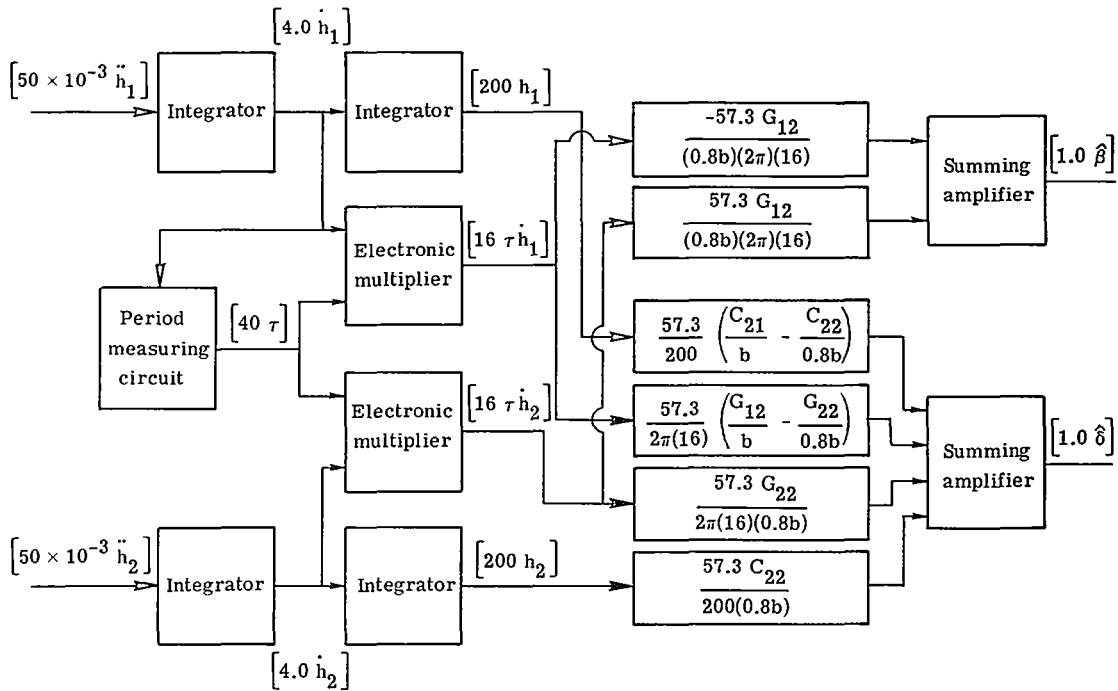 [4.0 ḣ₁]
[50 × 10⁻³ ḧ₁]
Integrator
Integrator
[200 h₁]
-57.3 G₁₂
(0.8b)(2π)(16)
57.3 G₁₂
(0.8b)(2π)(16)
Summing
amplifier
[1.0 β̂]
Electronic
multiplier
[16 τ ḣ₁]
Period
measuring
circuit
[40 τ]
57.3
200
(C₂₁/b - C₂₂/0.8b)
57.3
2π(16)
(G₁₂/b - G₂₂/0.8b)
Electronic
multiplier
[16 τ ḣ₂]
57.3 G₂₂
2π(16)(0.8b)
Summing
amplifier
[1.0 δ̂]
[50 × 10⁻³ ḧ₂]
Integrator
Integrator
[200 h₂]
57.3 C₂₂
200(0.8b)
[4.0 ḣ₂]